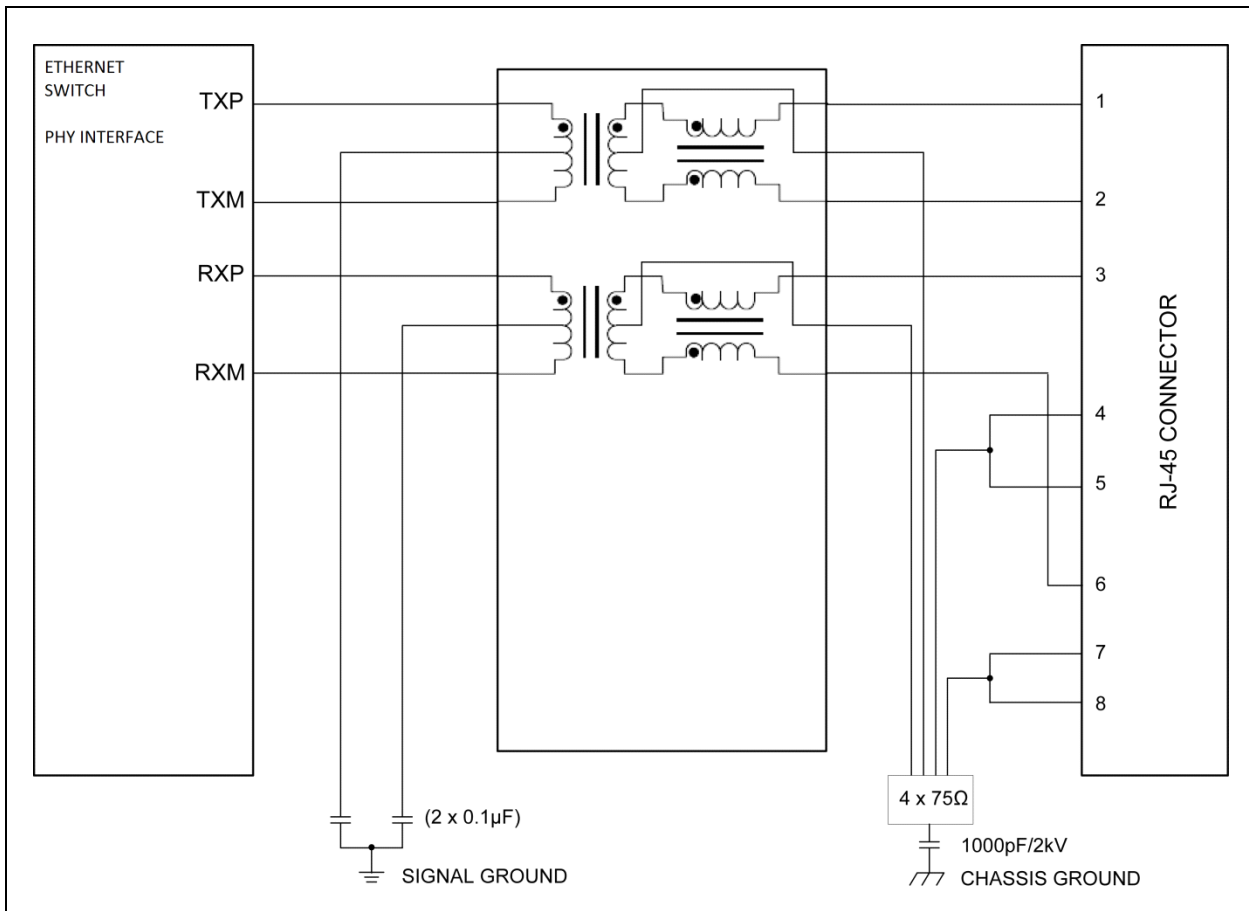 ETHERNET
SWITCH
PHY INTERFACE
TXP
TXM
RXP
RXM
1
2
3
4
5
6
7
8
RJ-45 CONNECTOR
(2 x 0.1µF)
SIGNAL GROUND
4 x 75Ω
1000pF/2kV
CHASSIS GROUND